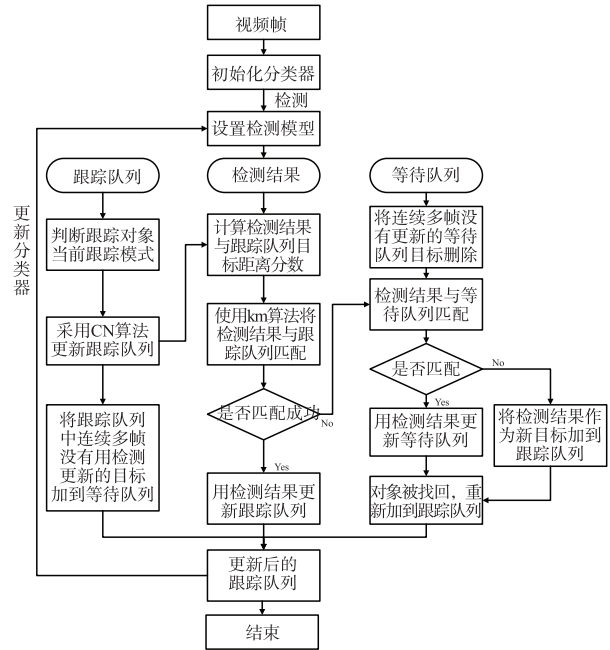 视频帧
初始化分类器
检测
设置检测模型
跟踪队列
检测结果
等待队列
更新分类器
判断跟踪对象
当前跟踪模式
采用CN算法
更新跟踪队列
将跟踪队列
中连续多帧
没有用检测
更新的目标
加到等待队列
计算检测结果
与跟踪队列目
标距离分数
使用km算法将
检测结果与跟
踪队列匹配
是否匹配成功
No
Yes
用检测结果更
新跟踪队列
将连续多帧没
有更新的等待
队列目标删除
检测结果与等
待队列匹配
是否匹配
No
Yes
用检测结果更
新等待队列
将检测结果作
为新目标加到
跟踪队列
对象被找回，重
新加到跟踪队列
更新后的
跟踪队列
结束